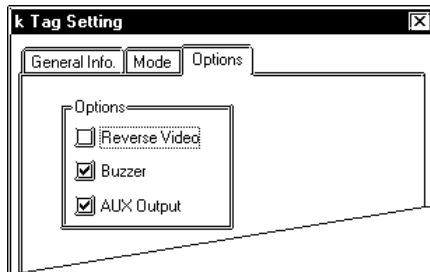 k Tag Setting
General Info. Mode Options
Options
Reverse Video
Buzzer
AUX Output